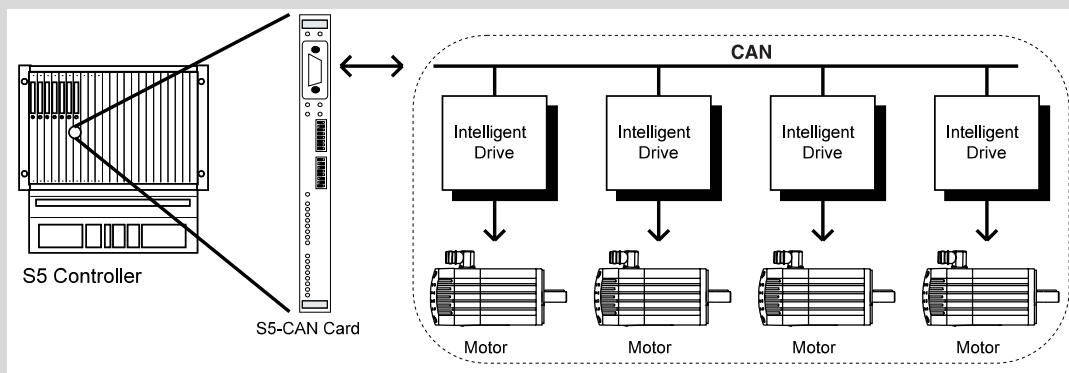 CAN
Intelligent
Drive
Intelligent
Drive
Intelligent
Drive
Intelligent
Drive
S5 Controller
S5-CAN Card
Motor
Motor
Motor
Motor